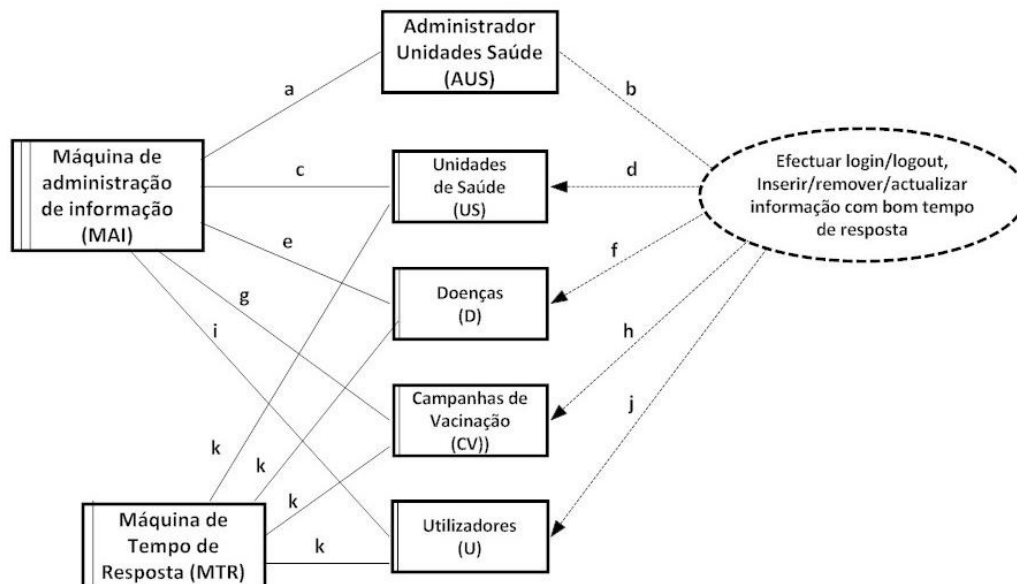 Administrador
Unidades Saúde
(AUS)
a
b
Máquina de
administração
de informação
(MAI)
c
Unidades
de Saúde
(US)
d
Efectuar login/logout,
Inserir/remover/actualizar
informação com bom tempo
de resposta
e
f
g
Doenças
(D)
i
h
j
Campanhas de
Vacinação
(CV))
k
k
k
k
Máquina de
Tempo de
Resposta (MTR)
Utilizadores
(U)